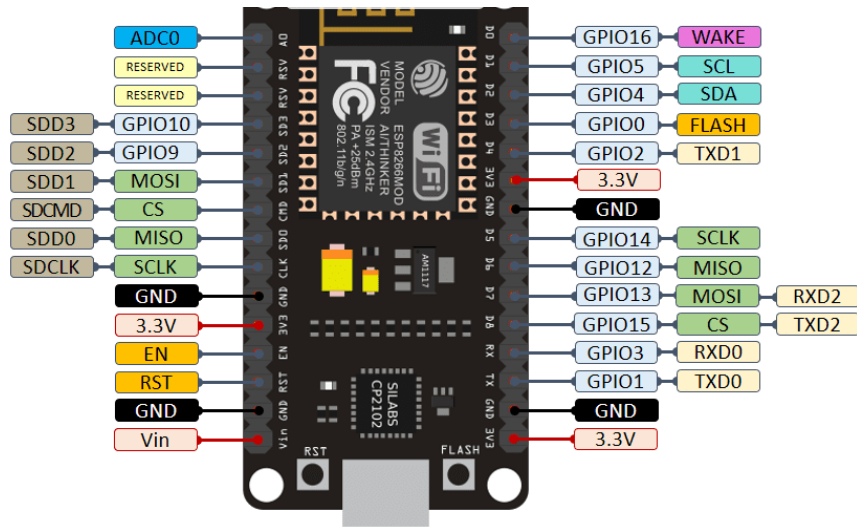 ADC0 A0 D0 GPIO16 WAKE
RESERVED RSV D1 GPIO5 SCL
RESERVED RSV D2 GPIO4 SDA
SDD3 GPIO10 SD3 D3 GPIO0 FLASH
SDD2 GPIO9 SD2 D4 GPIO2 TXD1
SDD1 MOSI SD1 3V3 3.3V
SDCMD CS CMD GND GND
SDD0 MISO SD0 D5 GPIO14 SCLK
SDCLK SCLK CLK D6 GPIO12 MISO
GND GND D7 GPIO13 MOSI RXD2
3.3V 3V3 D8 GPIO15 CS TXD2
EN EN RX GPIO3 RXD0
RST RST TX GPIO1 TXD0
GND GND GND GND
Vin Vin 3V3 3.3V
MODEL
VENDOR
ESP8266MOD
AI/THINKER
ISM 2.4GHz
PA +25dBm
802.11b/g/n
FC
Wi Fi
AM1117
SILABS
CP2102
RST
FLASH